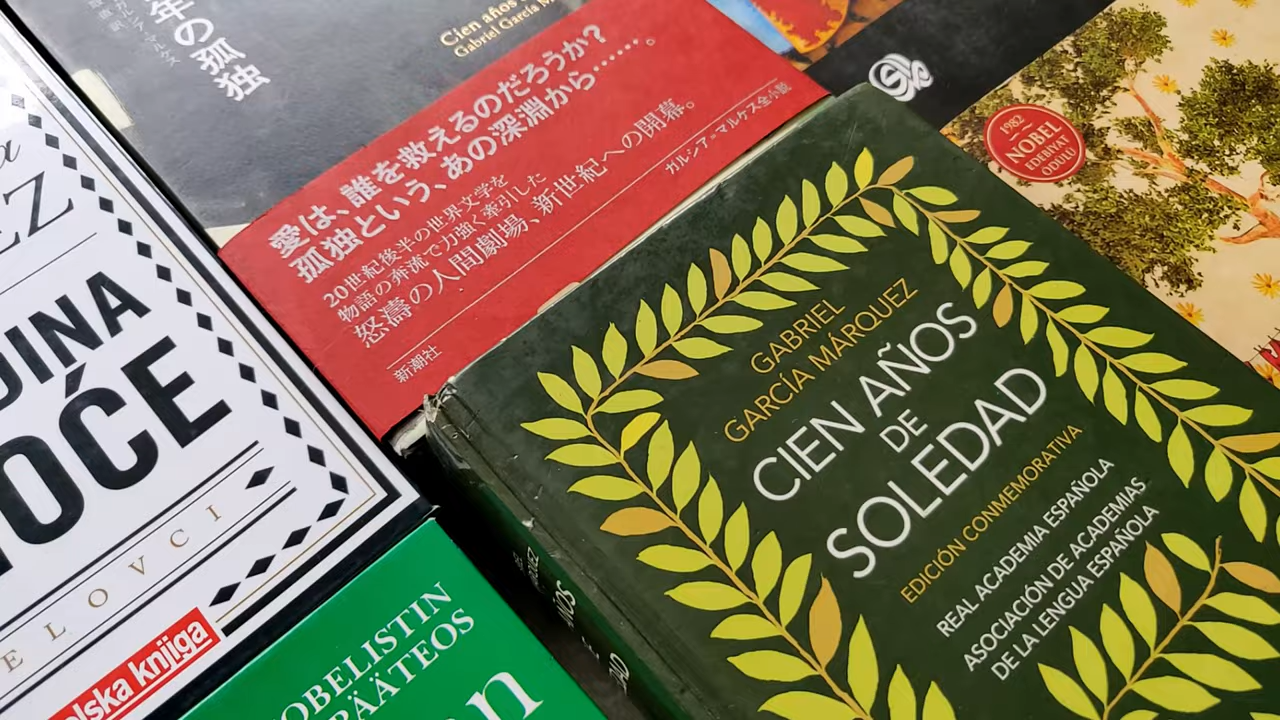 年の孤独
Cien años
Gabriel García M
愛は、誰を救えるのだろうか?
孤独という、あの深淵から……。
20世紀後半の世界文学を
物語の奔流で力強く牽引した
怒濤の人間劇場、新世紀への開幕。
新潮社
ガルシア=マルケス全小説
1982
NOBEL
EDEBİYAT
ÖDÜLÜ
GABRIEL
GARCÍA MÁRQUEZ
CIEN AÑOS
DE
SOLEDAD
EDICIÓN CONMEMORATIVA
REAL ACADEMIA ESPAÑOLA
ASOCIACIÓN DE ACADEMIAS
DE LA LENGUA ESPAÑOLA
EZ
DINA
OĆE
ELOVCI
olska knjiga
OBELISTIN
PÄÄTEOS
n